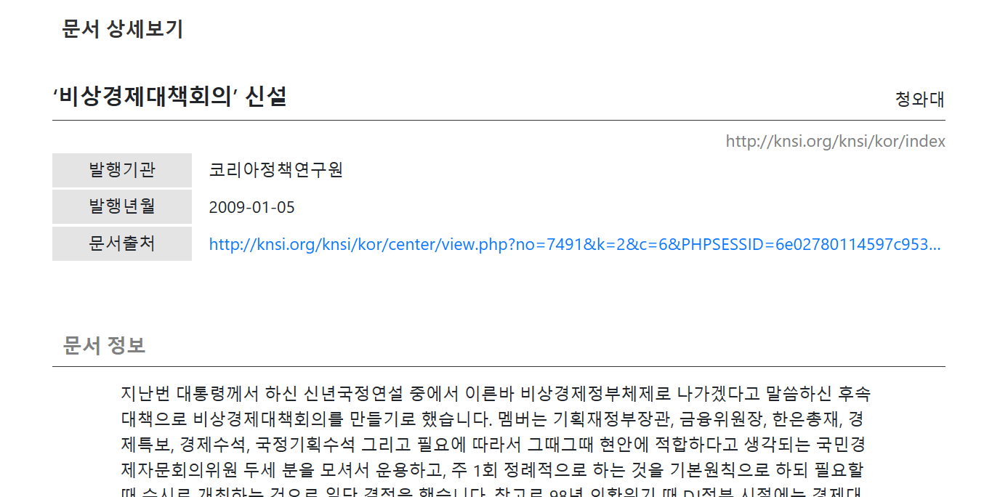 문서 상세보기
‘비상경제대책회의’ 신설
청와대
http://knsi.org/knsi/kor/index
발행기관 코리아정책연구원
발행년월 2009-01-05
문서출처 http://knsi.org/knsi/kor/center/view.php?no=7491&k=2&c=6&PHPSESSID=6e02780114597c953...
문서 정보
지난번 대통령께서 하신 신년국정연설 중에서 이른바 비상경제정부체제로 나가겠다고 말씀하신 후속
대책으로 비상경제대책회의를 만들기로 했습니다. 멤버는 기획재정부장관, 금융위원장, 한은총재, 경
제특보, 경제수석, 국정기획수석 그리고 필요에 따라서 그때그때 현안에 적합하다고 생각되는 국민경
제자문회의위원 두세 분을 모셔서 운용하고, 주 1회 정례적으로 하는 것을 기본원칙으로 하되 필요할
때 수시로 개최하는 것으로 일단 결정을 했습니다. 참고로 98년 외환위기 때 DJ정부 시절에는 경제대